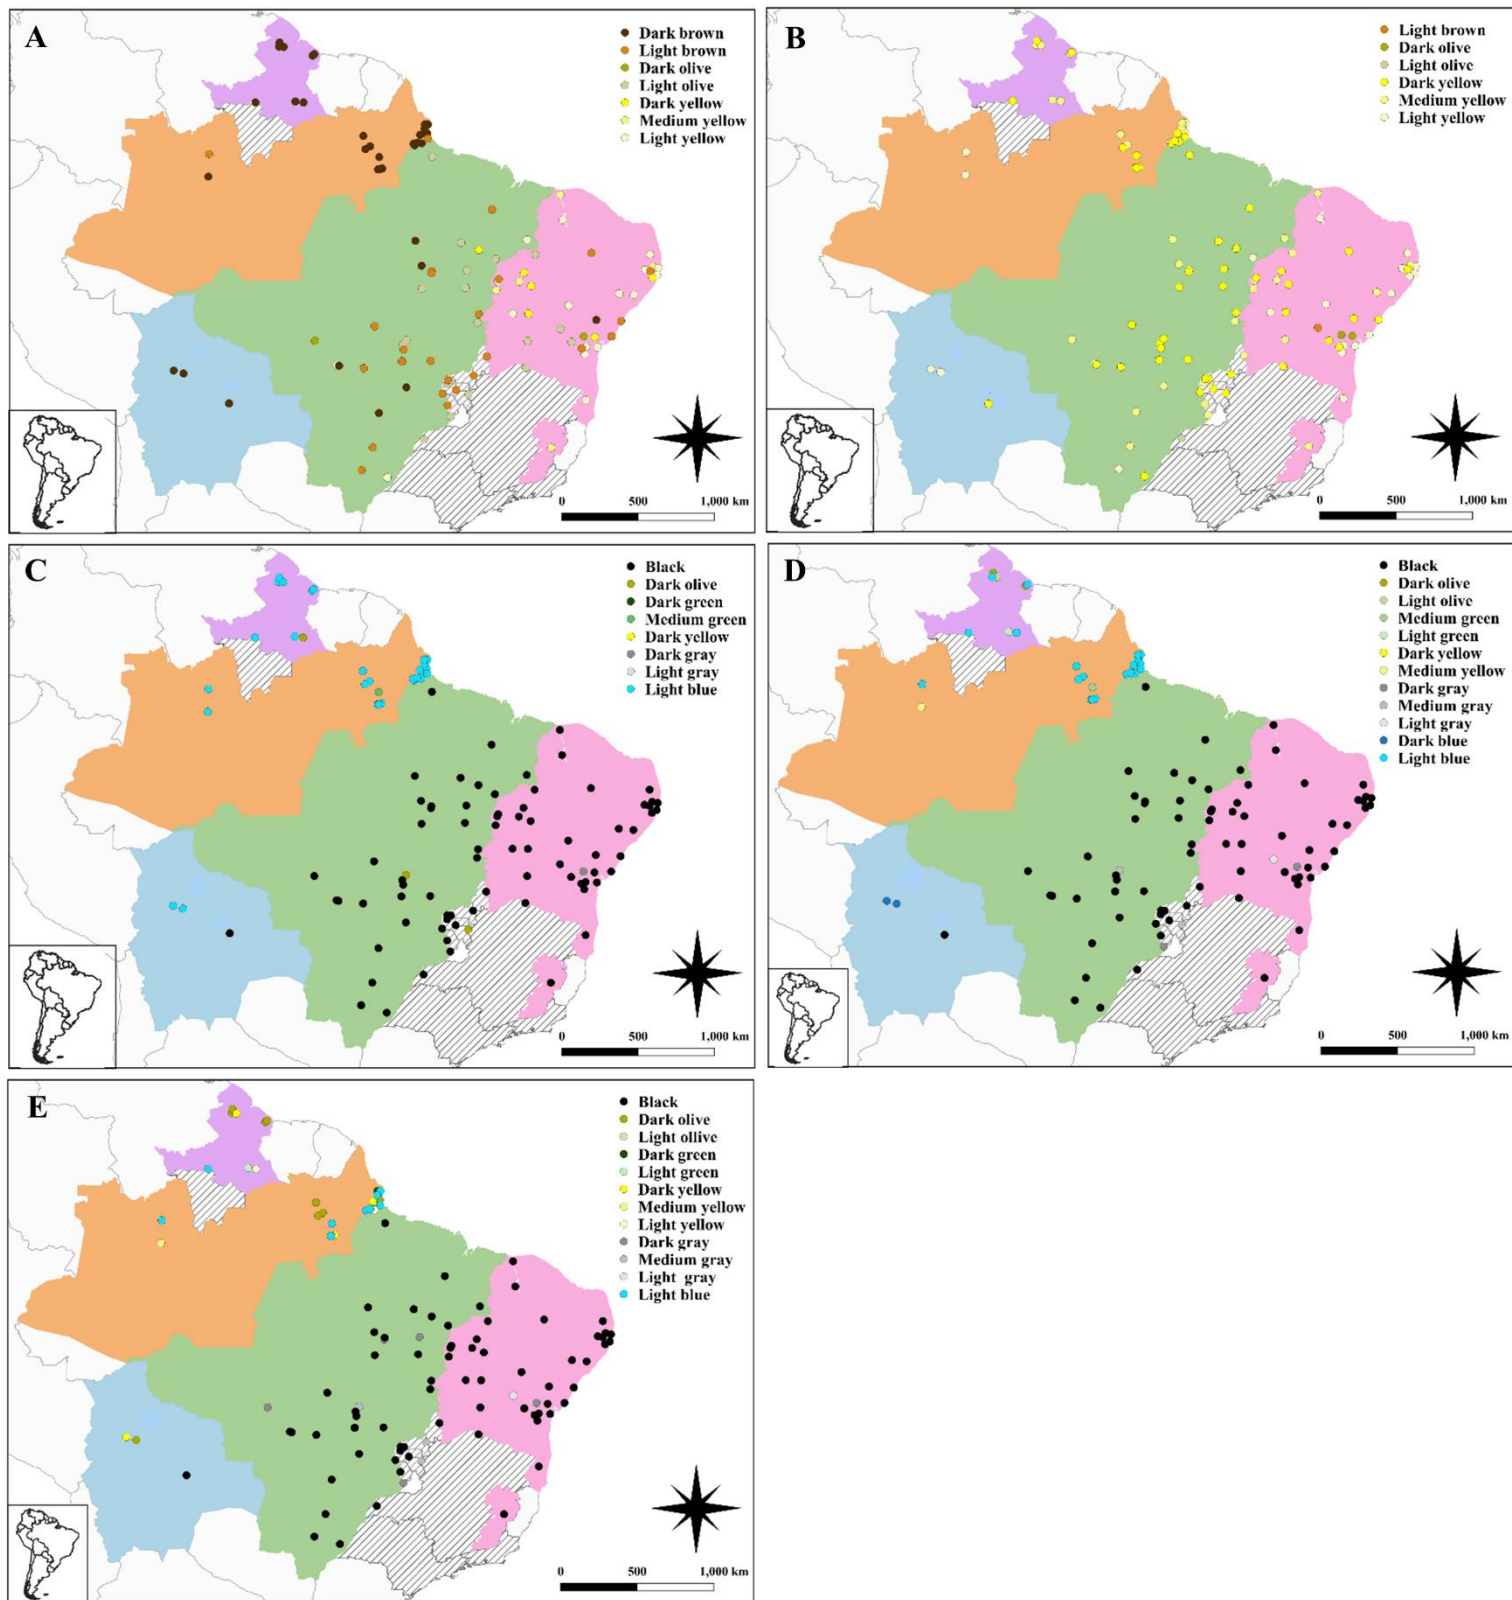 A
Dark brown
Light brown
Dark olive
Light olive
Dark yellow
Medium yellow
Light yellow
0 500 1,000 km
B
Light brown
Dark olive
Light olive
Dark yellow
Medium yellow
Light yellow
0 500 1,000 km
C
Black
Dark olive
Dark green
Medium green
Dark yellow
Dark gray
Light gray
Light blue
0 500 1,000 km
D
Black
Dark olive
Light olive
Medium green
Light green
Dark yellow
Medium yellow
Dark gray
Medium gray
Light gray
Dark blue
Light blue
0 500 1,000 km
E
Black
Dark olive
Light ollive
Dark green
Light green
Dark yellow
Medium yellow
Light yellow
Dark gray
Medium gray
Light gray
Light blue
0 500 1,000 km